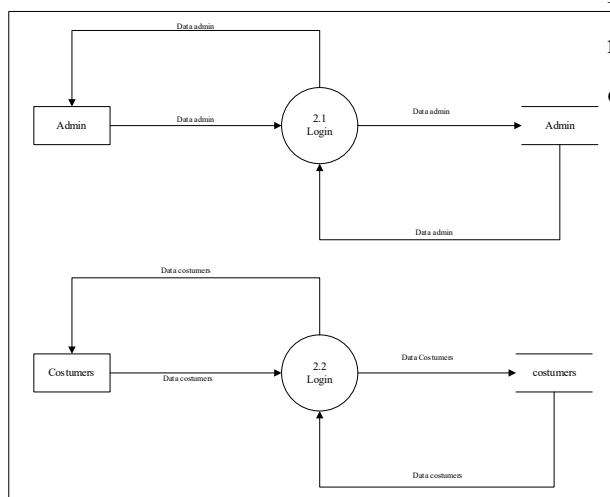 Data admin
Admin
Data admin
2.1
Login
Data admin
Admin
Data admin
Data costumers
Costumers
Data costumers
2.2
Login
Data Costumers
costumers
Data costumers